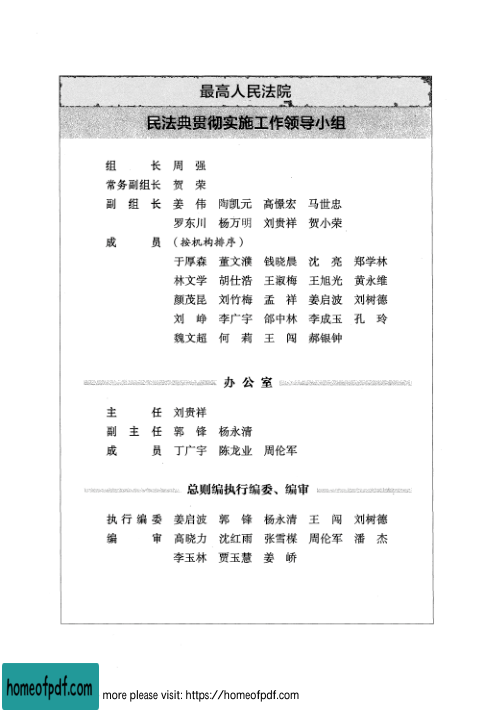 最高人民法院
民法典贯彻实施工作领导小组
组 长 周 强
常务副组长 贺 荣
副 组 长 姜 伟 陶凯元 高憬宏 马世忠
罗东川 杨万明 刘贵祥 贺小荣
成 员 (按机构排序)
于厚森 董文濮 钱晓晨 沈 亮 郑学林
林文学 胡仕浩 王淑梅 王旭光 黄永维
颜茂昆 刘竹梅 孟 祥 姜启波 刘树德
刘 峥 李广宇 邰中林 李成玉 孔 玲
魏文超 何 莉 王 闯 郝银钟
办 公 室
主 任 刘贵祥
副 主 任 郭 锋 杨永清
成 员 丁广宇 陈龙业 周伦军
总则编执行编委、编审
执行编委 姜启波 郭 锋 杨永清 王 闯 刘树德
编 审 高晓力 沈红雨 张雪楳 周伦军 潘 杰
李玉林 贾玉慧 姜 峤
homeofpdf.com more please visit: https://homeofpdf.com